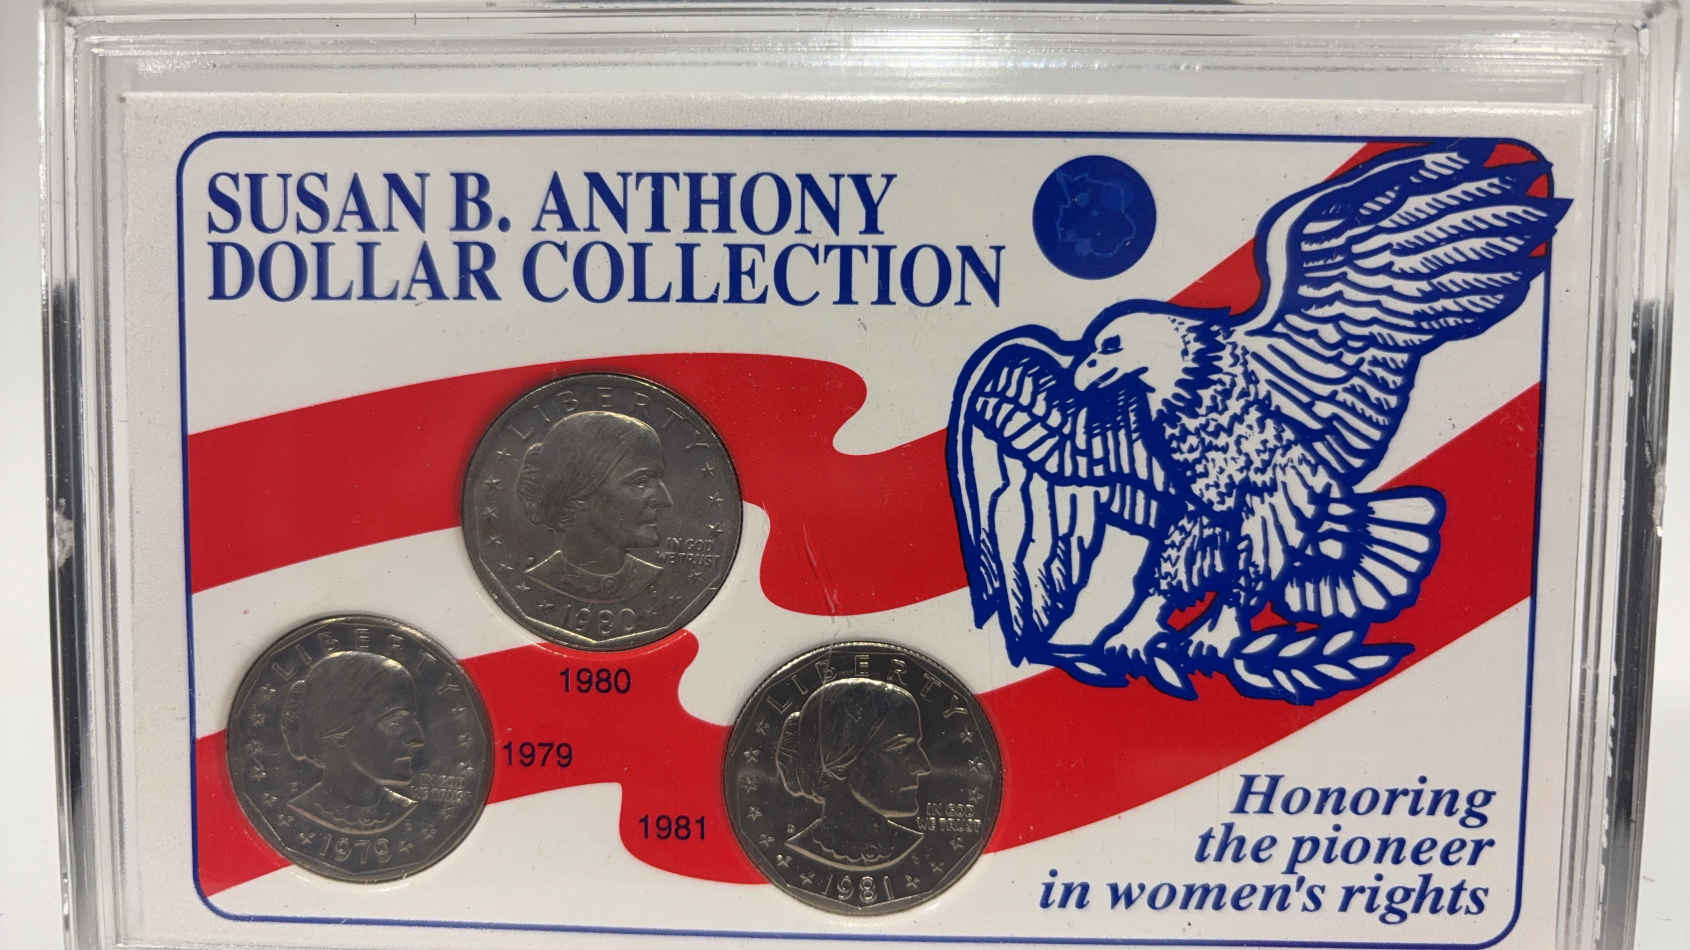 SUSAN B. ANTHONY
DOLLAR COLLECTION
LIBERTY
IN GOD
WE TRUST
1980
1980
LIBERTY
IN GOD
WE TRUST
1979
1979
LIBERTY
IN GOD
WE TRUST
1981
1981
Honoring
the pioneer
in women's rights